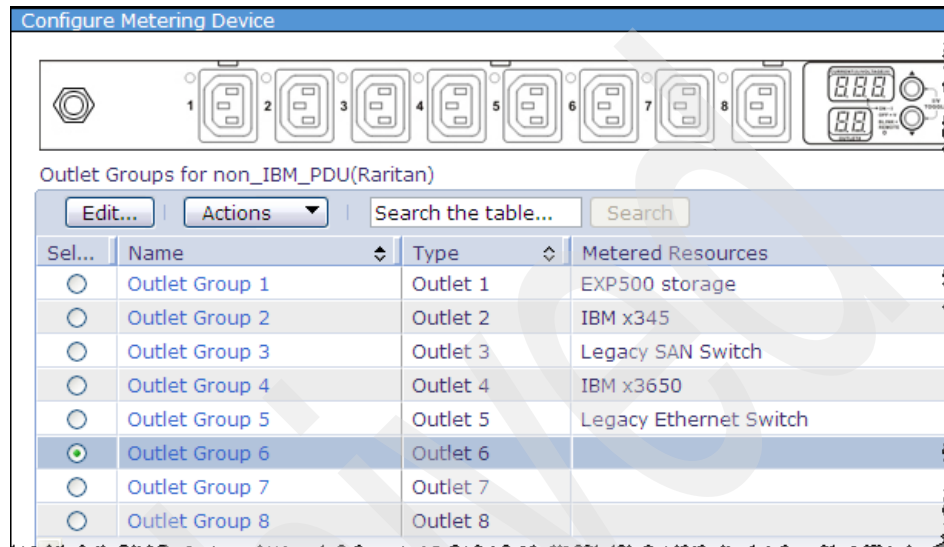 Configure Metering Device
1 2 3 4 5 6 7 8
888
88
OUTLETS
Outlet Groups for non_IBM_PDU(Raritan)
Edit... Actions Search the table... Search
Sel... Name Type Metered Resources
Outlet Group 1 Outlet 1 EXP500 storage
Outlet Group 2 Outlet 2 IBM x345
Outlet Group 3 Outlet 3 Legacy SAN Switch
Outlet Group 4 Outlet 4 IBM x3650
Outlet Group 5 Outlet 5 Legacy Ethernet Switch
Outlet Group 6 Outlet 6
Outlet Group 7 Outlet 7
Outlet Group 8 Outlet 8